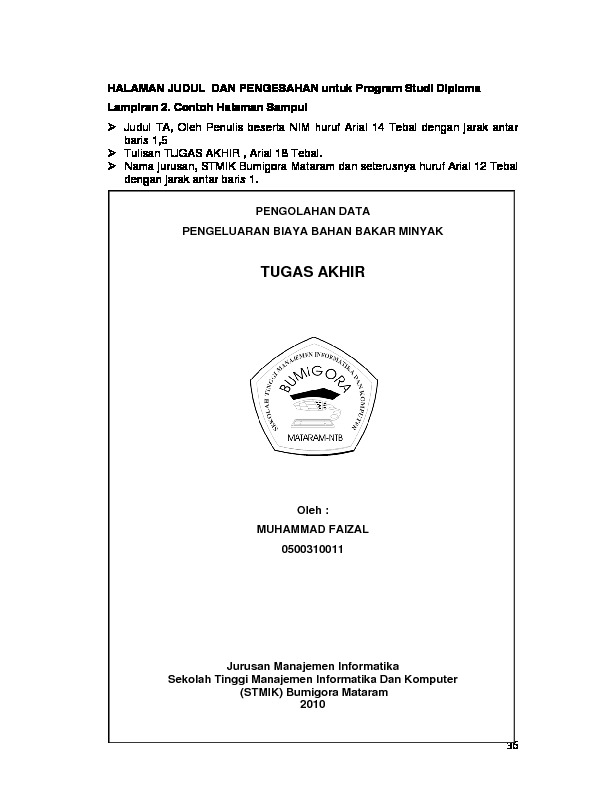 HALAMAN JUDUL DAN PENGESAHAN untuk Program Studi Diploma
Lampiran 2. Contoh Halaman Sampul
➢ Judul TA, Oleh Penulis beserta NIM huruf Arial 14 Tebal dengan jarak antar
baris 1,5
➢ Tulisan TUGAS AKHIR , Arial 18 Tebal.
➢ Nama jurusan, STMIK Bumigora Mataram dan seterusnya huruf Arial 12 Tebal
dengan jarak antar baris 1.
PENGOLAHAN DATA
PENGELUARAN BIAYA BAHAN BAKAR MINYAK
TUGAS AKHIR
SEKOLAH TINGGI MANAJEMEN INFORMATIKA DAN KOMPUTER
BUMIGORA
MATARAM-NTB
Oleh :
MUHAMMAD FAIZAL
0500310011
Jurusan Manajemen Informatika
Sekolah Tinggi Manajemen Informatika Dan Komputer
(STMIK) Bumigora Mataram
2010